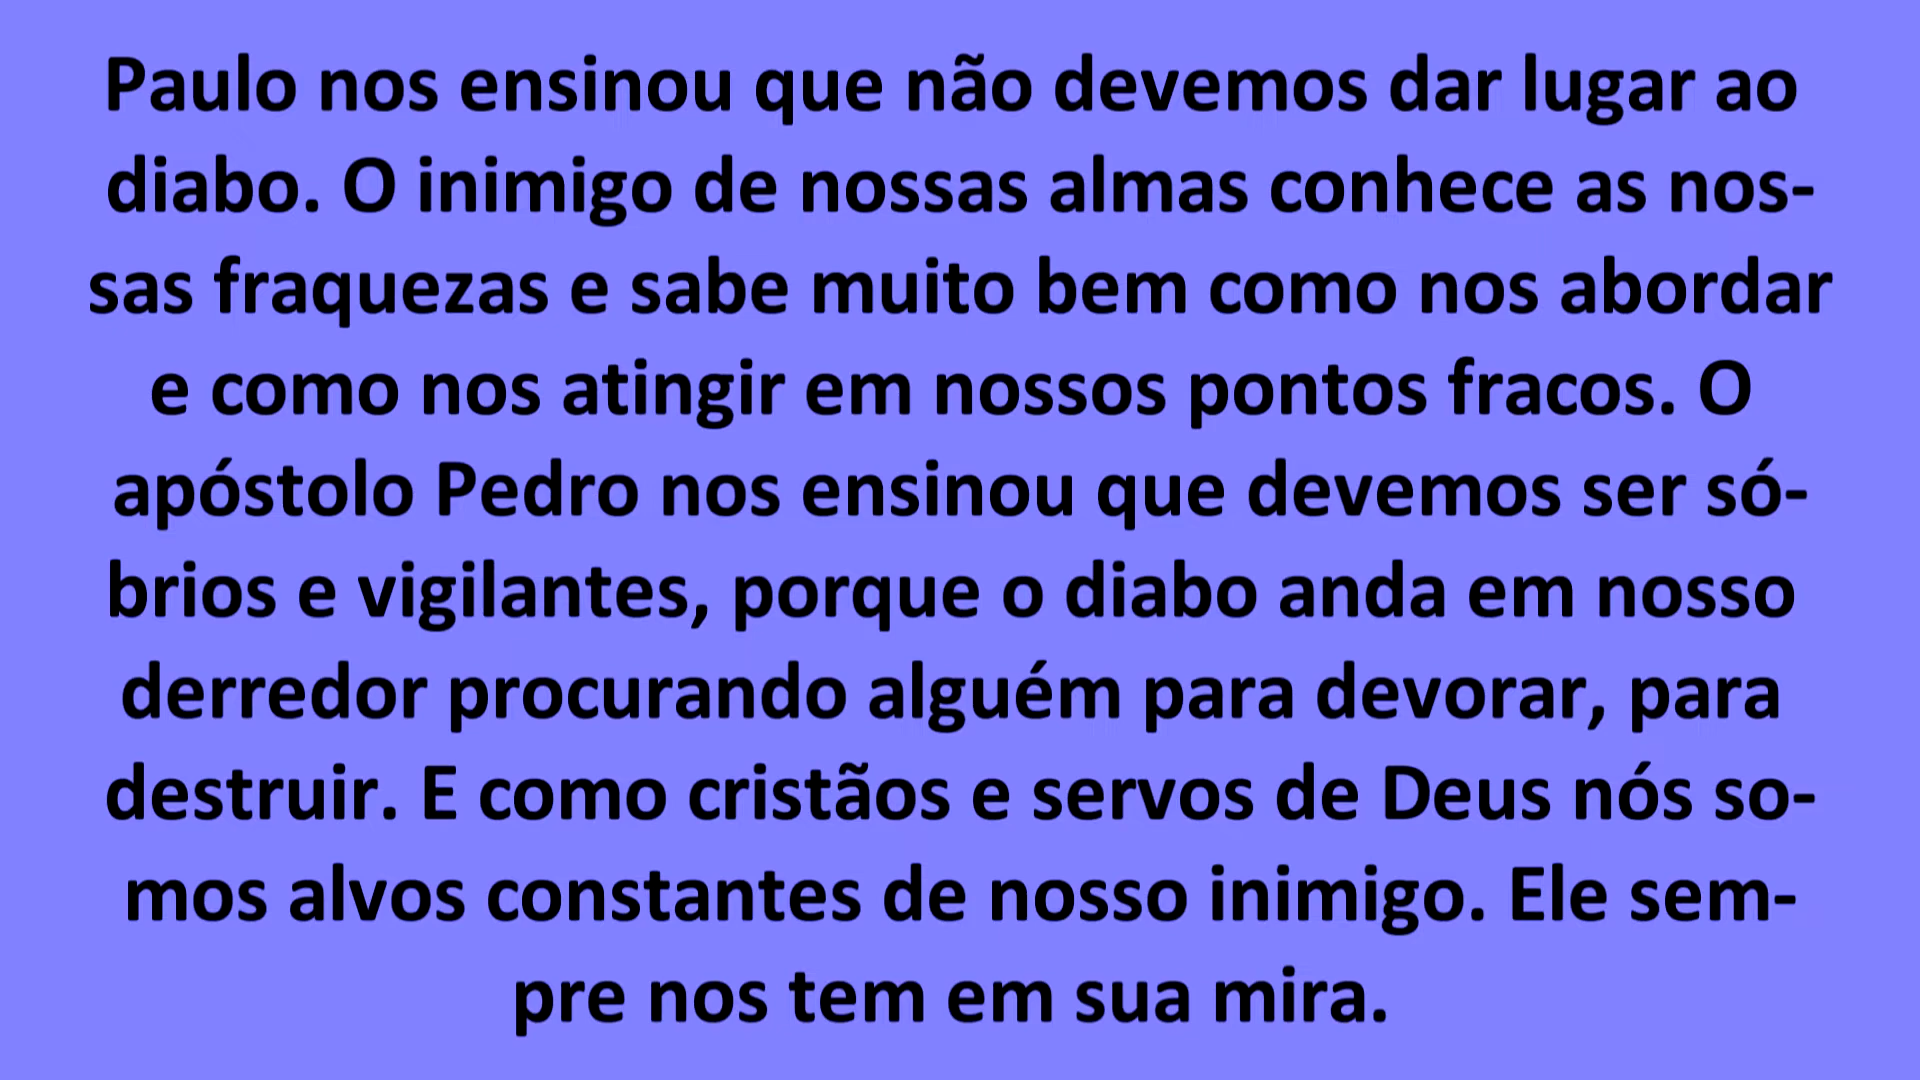 Paulo nos ensinou que não devemos dar lugar ao
diabo. O inimigo de nossas almas conhece as nos-
sas fraquezas e sabe muito bem como nos abordar
e como nos atingir em nossos pontos fracos. O
apóstolo Pedro nos ensinou que devemos ser só-
brios e vigilantes, porque o diabo anda em nosso
derredor procurando alguém para devorar, para
destruir. E como cristãos e servos de Deus nós so-
mos alvos constantes de nosso inimigo. Ele sem-
pre nos tem em sua mira.